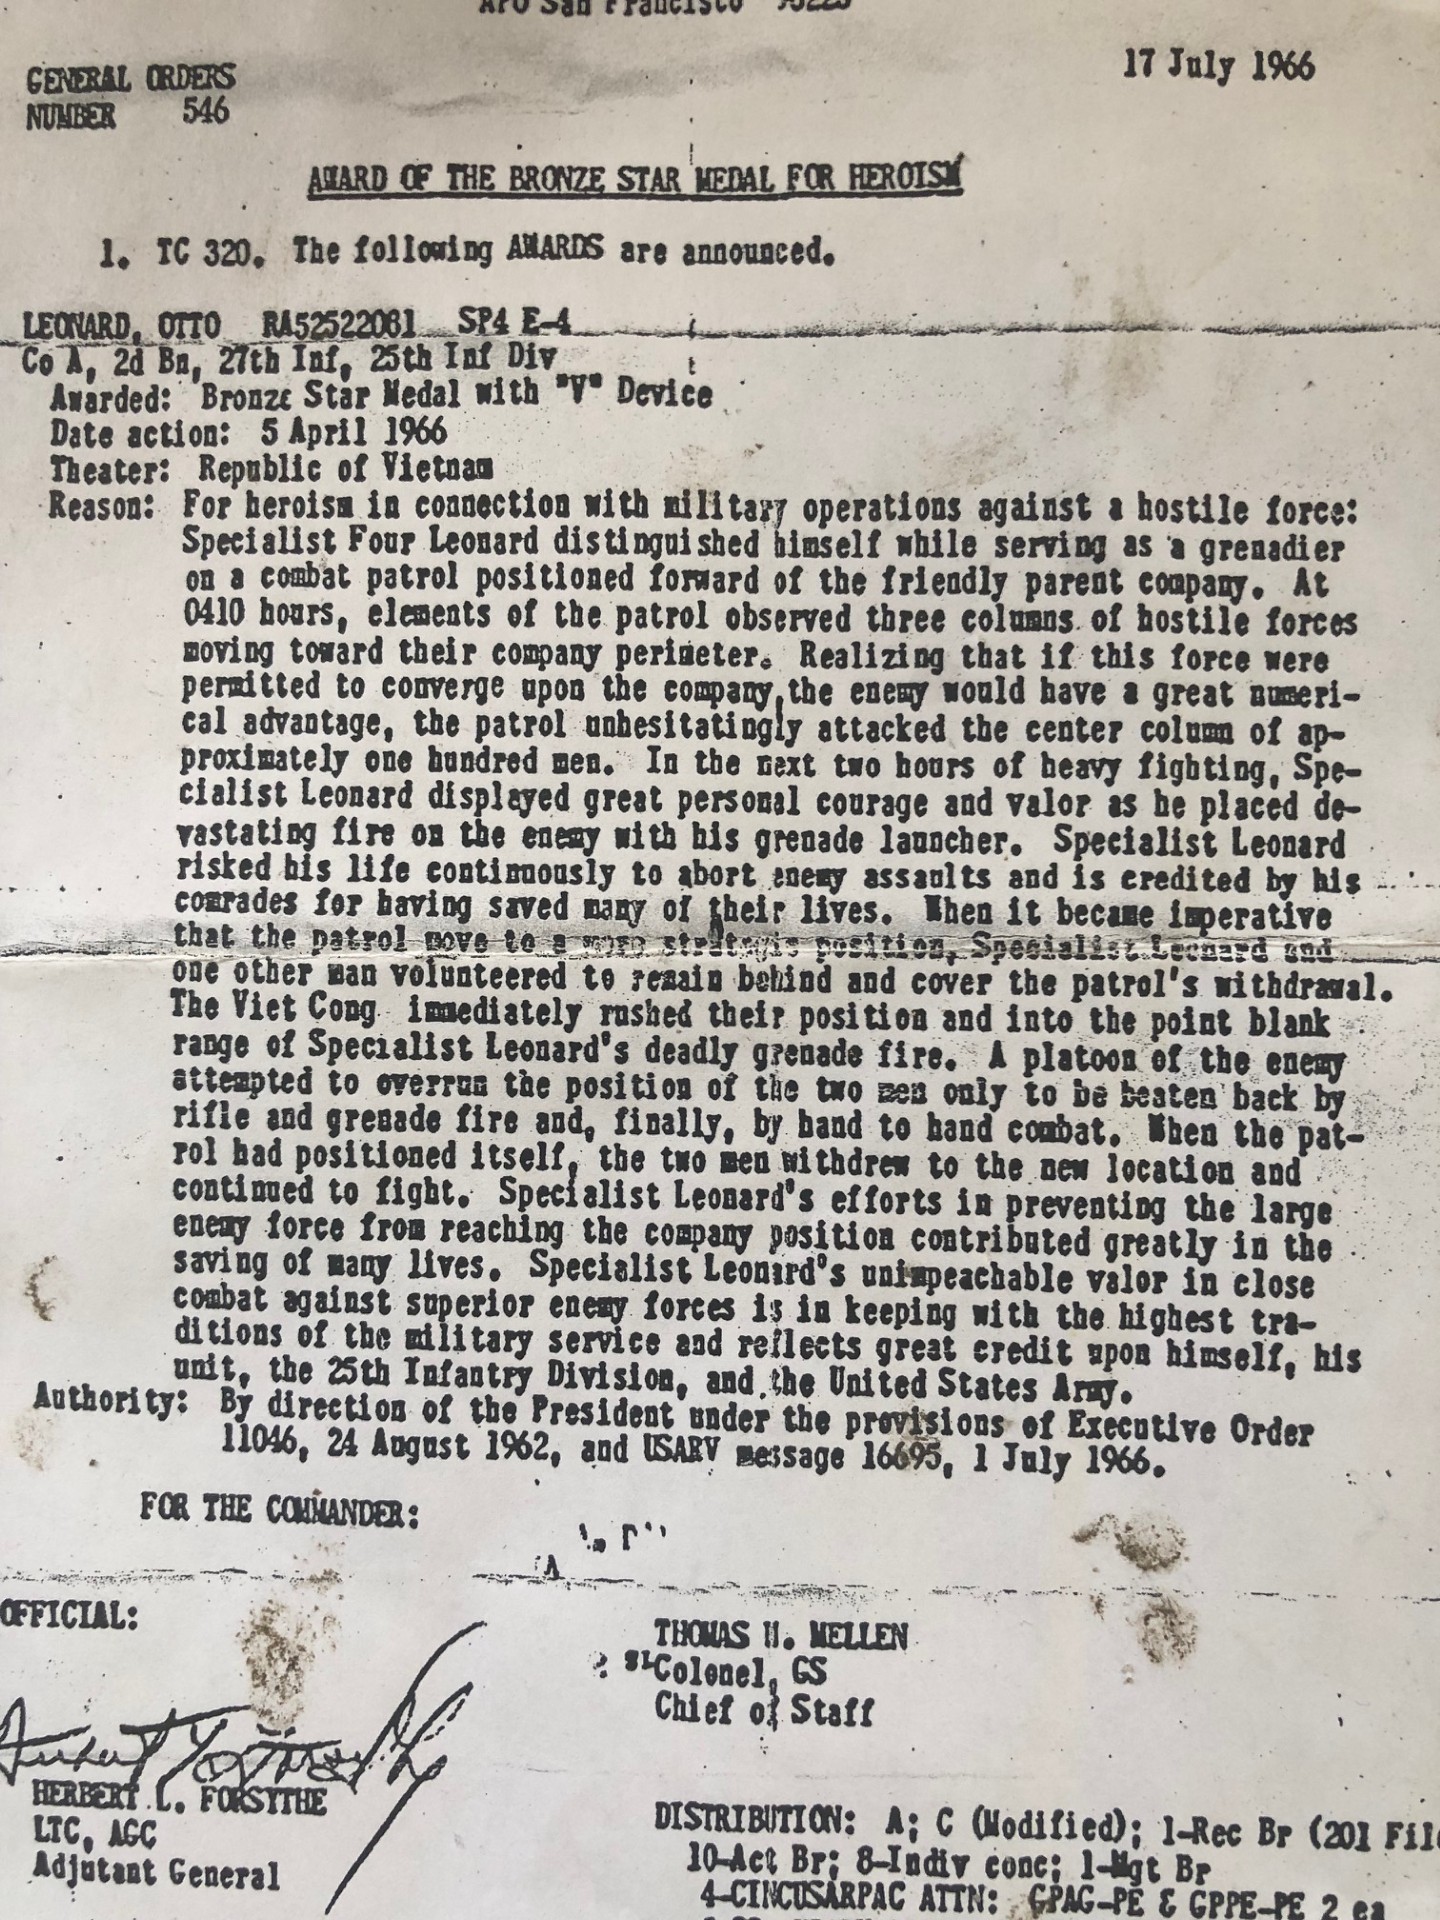 APO San Francisco 96225
17 July 1966
GENERAL ORDERS
NUMBER 546
AWARD OF THE BRONZE STAR MEDAL FOR HEROISM
1. TC 320. The following AWARDS are announced.
LEONARD, OTTO RA52522081 SP4 E-4
Co A, 2d Bn, 27th Inf, 25th Inf Div
Awarded: Bronze Star Medal with "V" Device
Date action: 5 April 1966
Theater: Republic of Vietnam
Reason: For heroism in connection with military operations against a hostile force:
Specialist Four Leonard distinguished himself while serving as a grenadier
on a combat patrol positioned forward of the friendly parent company. At
0410 hours, elements of the patrol observed three columns of hostile forces
moving toward their company perimeter. Realizing that if this force were
permitted to converge upon the company,the enemy would have a great numeri-
cal advantage, the patrol unhesitatingly attacked the center column of ap-
proximately one hundred men. In the next two hours of heavy fighting, Spe-
cialist Leonard displayed great personal courage and valor as he placed de-
vastating fire on the enemy with his grenade launcher. Specialist Leonard
risked his life continuously to abort enemy assaults and is credited by his
comrades for having saved many of their lives. When it became imperative
that the patrol move to a more strategic position, Specialist Leonard and
one other man volunteered to remain behind and cover the patrol's withdrawal.
The Viet Cong immediately rushed their position and into the point blank
range of Specialist Leonard's deadly grenade fire. A platoon of the enemy
attempted to overrun the position of the two men only to be beaten back by
rifle and grenade fire and, finally, by hand to hand combat. When the pat-
rol had positioned itself, the two men withdrew to the new location and
continued to fight. Specialist Leonard's efforts in preventing the large
enemy force from reaching the company position contributed greatly in the
saving of many lives. Specialist Leonard's unimpeachable valor in close
combat against superior enemy forces is in keeping with the highest tra-
ditions of the military service and reflects great credit upon himself, his
unit, the 25th Infantry Division, and the United States Army.
Authority: By direction of the President under the provisions of Executive Order
11046, 24 August 1962, and USARV message 16695, 1 July 1966.
FOR THE COMMANDER:
OFFICIAL:
THOMAS W. MELLEN
Colonel, GS
Chief of Staff
HERBERT L. FORSYTHE
LTC, AGC
Adjutant General
DISTRIBUTION: A; C (Modified); 1-Rec Br (201 File
10-Act Br; 8-Indiv conc; 1-Mgt Br
4-CINCUSARPAC ATTN: GPAG-PE & GPPE-PE 2 ea